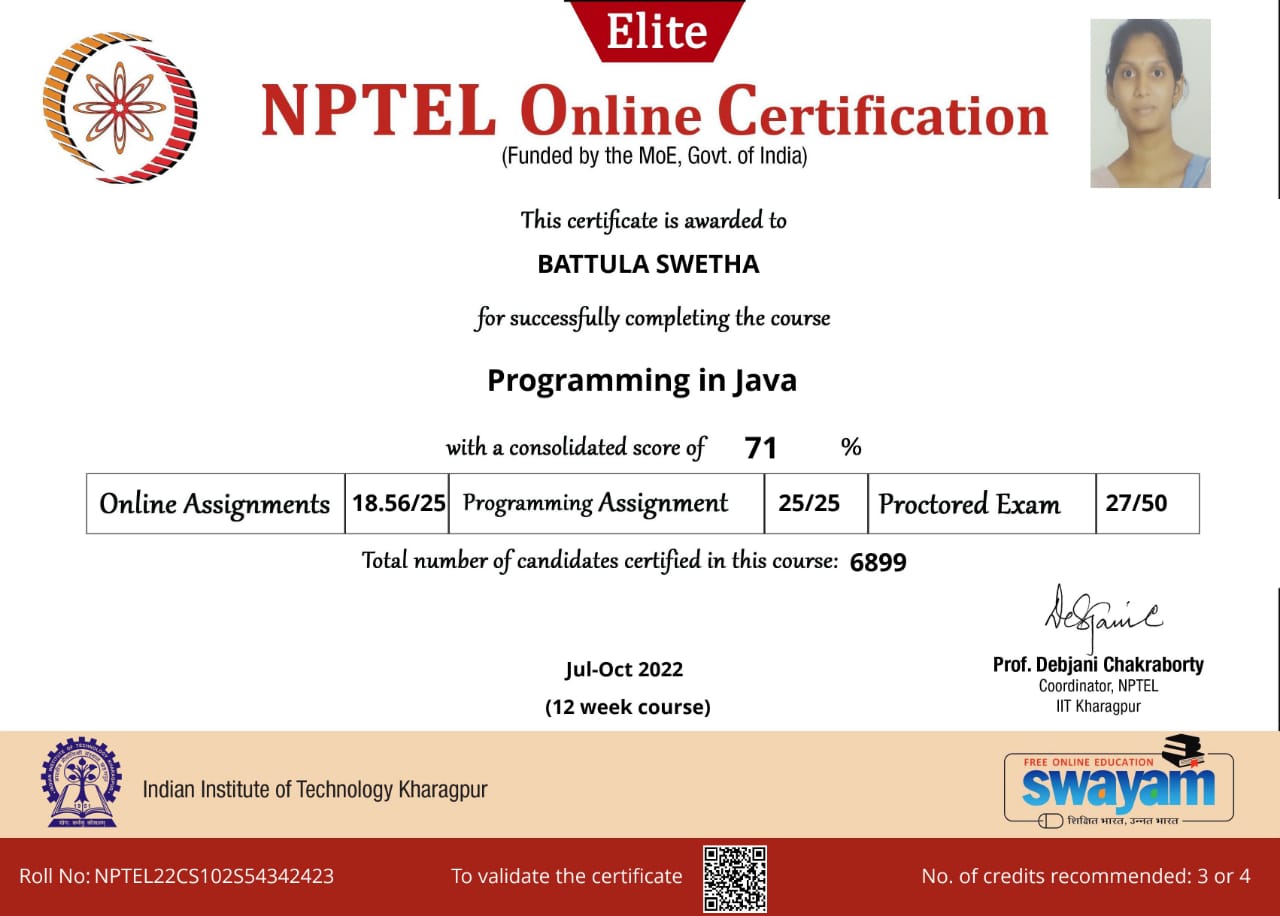 Elite
NPTEL Online Certification
(Funded by the MoE, Govt. of India)
This certificate is awarded to
BATTULA SWETHA
for successfully completing the course
Programming in Java
with a consolidated score of 71 %
Online Assignments 18.56/25 Programming Assignment 25/25 Proctored Exam 27/50
Total number of candidates certified in this course: 6899
Jul-Oct 2022
(12 week course)
Prof. Debjani Chakraborty
Coordinator, NPTEL
IIT Kharagpur
Indian Institute of Technology Kharagpur
FREE ONLINE EDUCATION
swayam
शिक्षित भारत, उन्नत भारत
Roll No: NPTEL22CS102S54342423
To validate the certificate
No. of credits recommended: 3 or 4